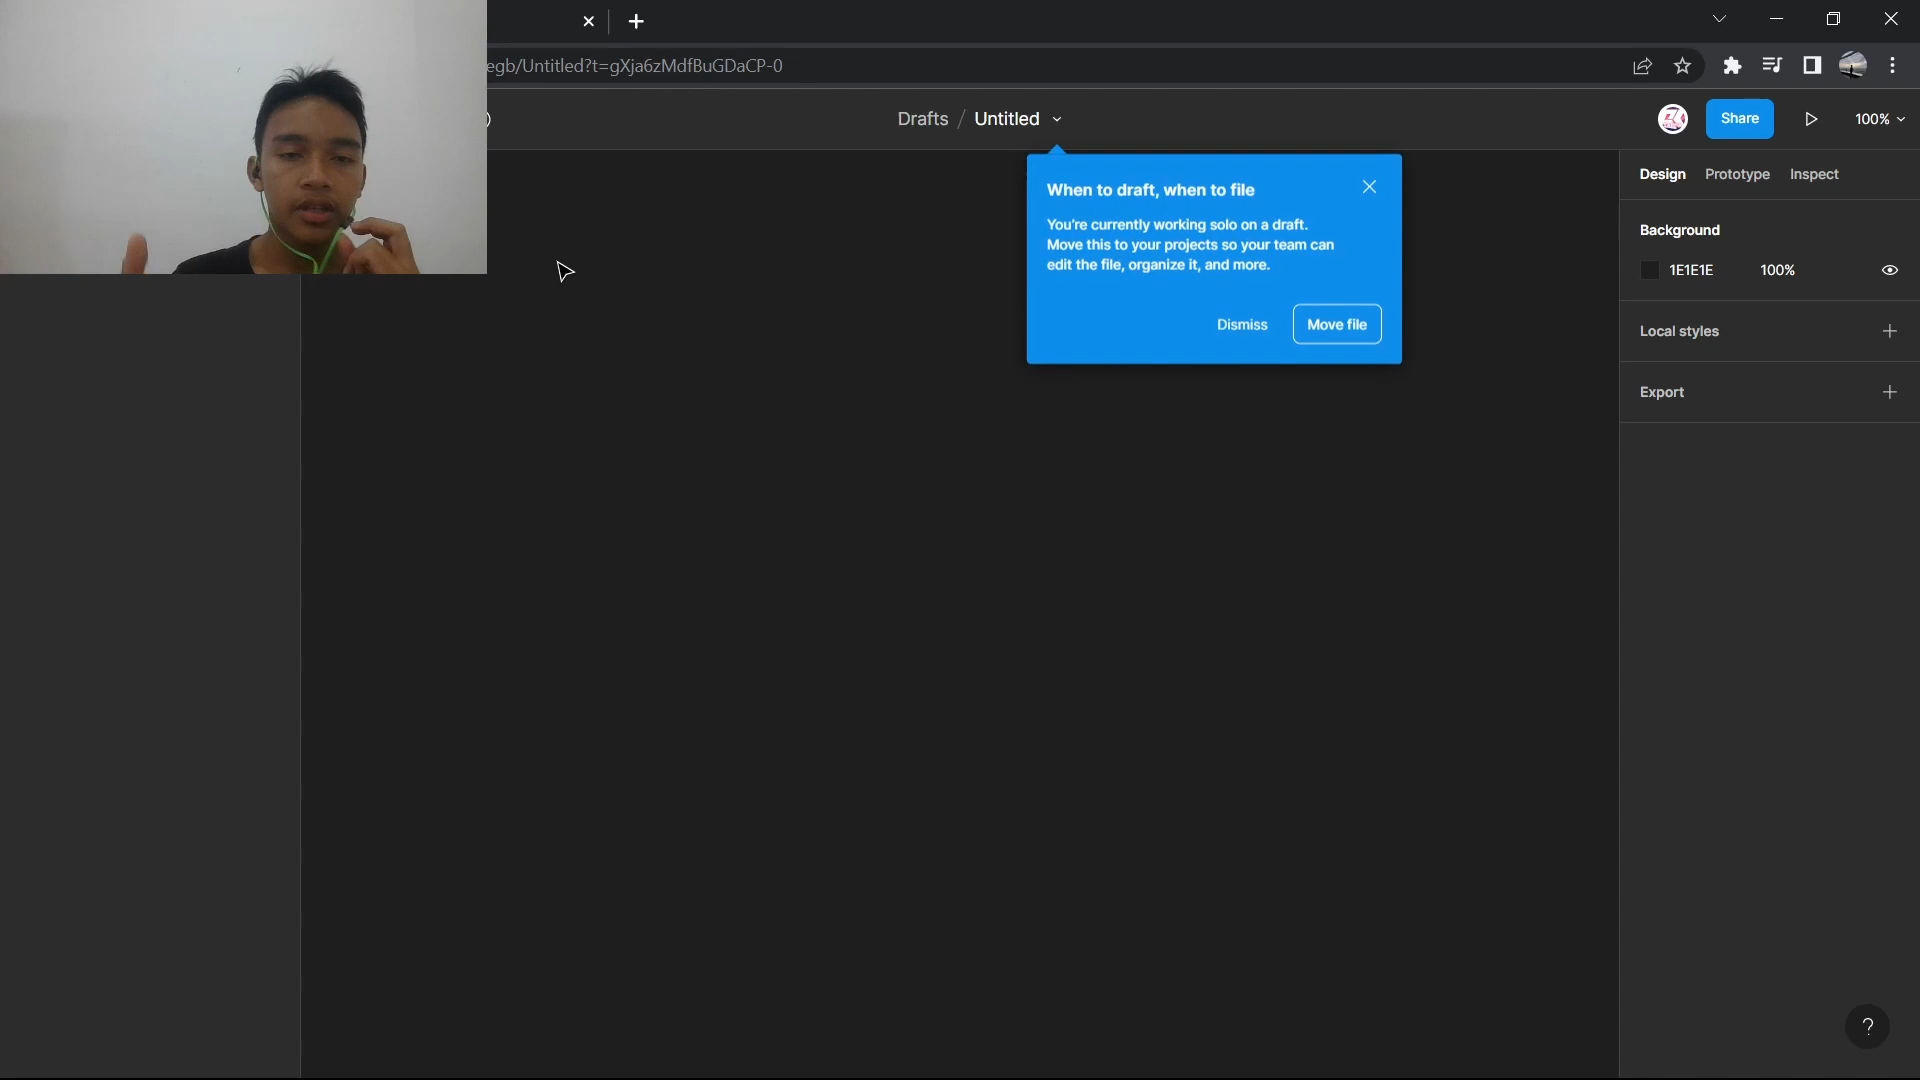 egb/Untitled?t=gXja6zMdfBuGDaCP-0
Drafts / Untitled
Share
100%
When to draft, when to file
You're currently working solo on a draft.
Move this to your projects so your team can
edit the file, organize it, and more.
Dismiss
Move file
Design Prototype Inspect
Background
1E1E1E 100%
Local styles
Export
?